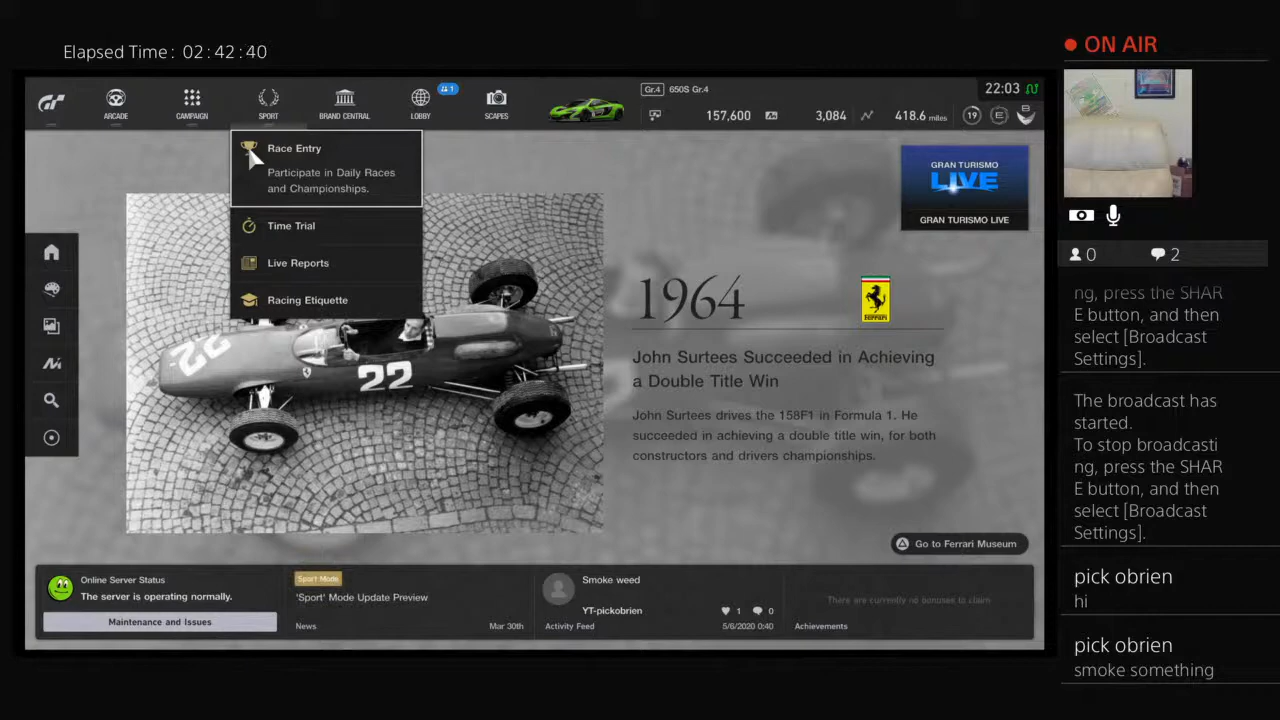 Elapsed Time: 02:42:40
ON AIR
ARCADE
CAMPAIGN
SPORT
BRAND CENTRAL
LOBBY
1
SCAPES
Gr.4 650S Gr.4
157,600
3,084
418.6 miles
22:03
19
E
B
Race Entry
Participate in Daily Races
and Championships.
Time Trial
Live Reports
Racing Etiquette
GRAN TURISMO
LIVE
GRAN TURISMO LIVE
22
22
1964
Ferrari
John Surtees Succeeded in Achieving
a Double Title Win
John Surtees drives the 158F1 in Formula 1. He
succeeded in achieving a double title win, for both
constructors and drivers championships.
Go to Ferrari Museum
Online Server Status
The server is operating normally.
Maintenance and Issues
Sport Mode
'Sport' Mode Update Preview
News
Mar 30th
Smoke weed
YT-pickobrien
1
0
Activity Feed
5/6/2020 0:40
There are currently no bonuses to claim
Achievements
0
2
ng, press the SHAR
E button, and then
select [Broadcast
Settings].
The broadcast has
started.
To stop broadcasti
ng, press the SHAR
E button, and then
select [Broadcast
Settings].
pick obrien
hi
pick obrien
smoke something